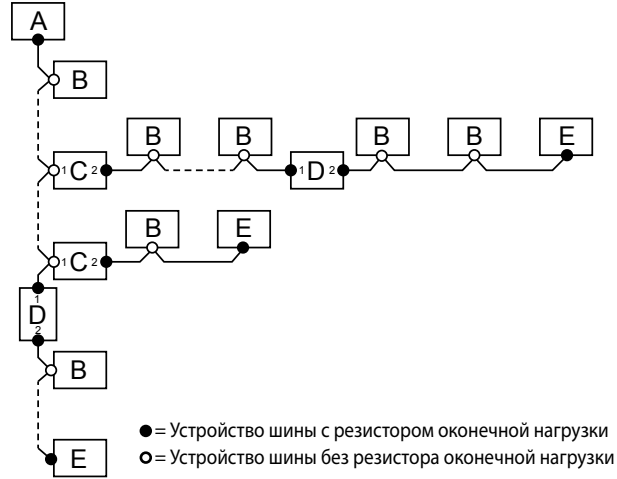 A
B
B B B B E
1 C 2 1 D 2
B E
1 C 2
1
D
2
B
E
= Устройство шины с резистором оконечной нагрузки
= Устройство шины без резистора оконечной нагрузки